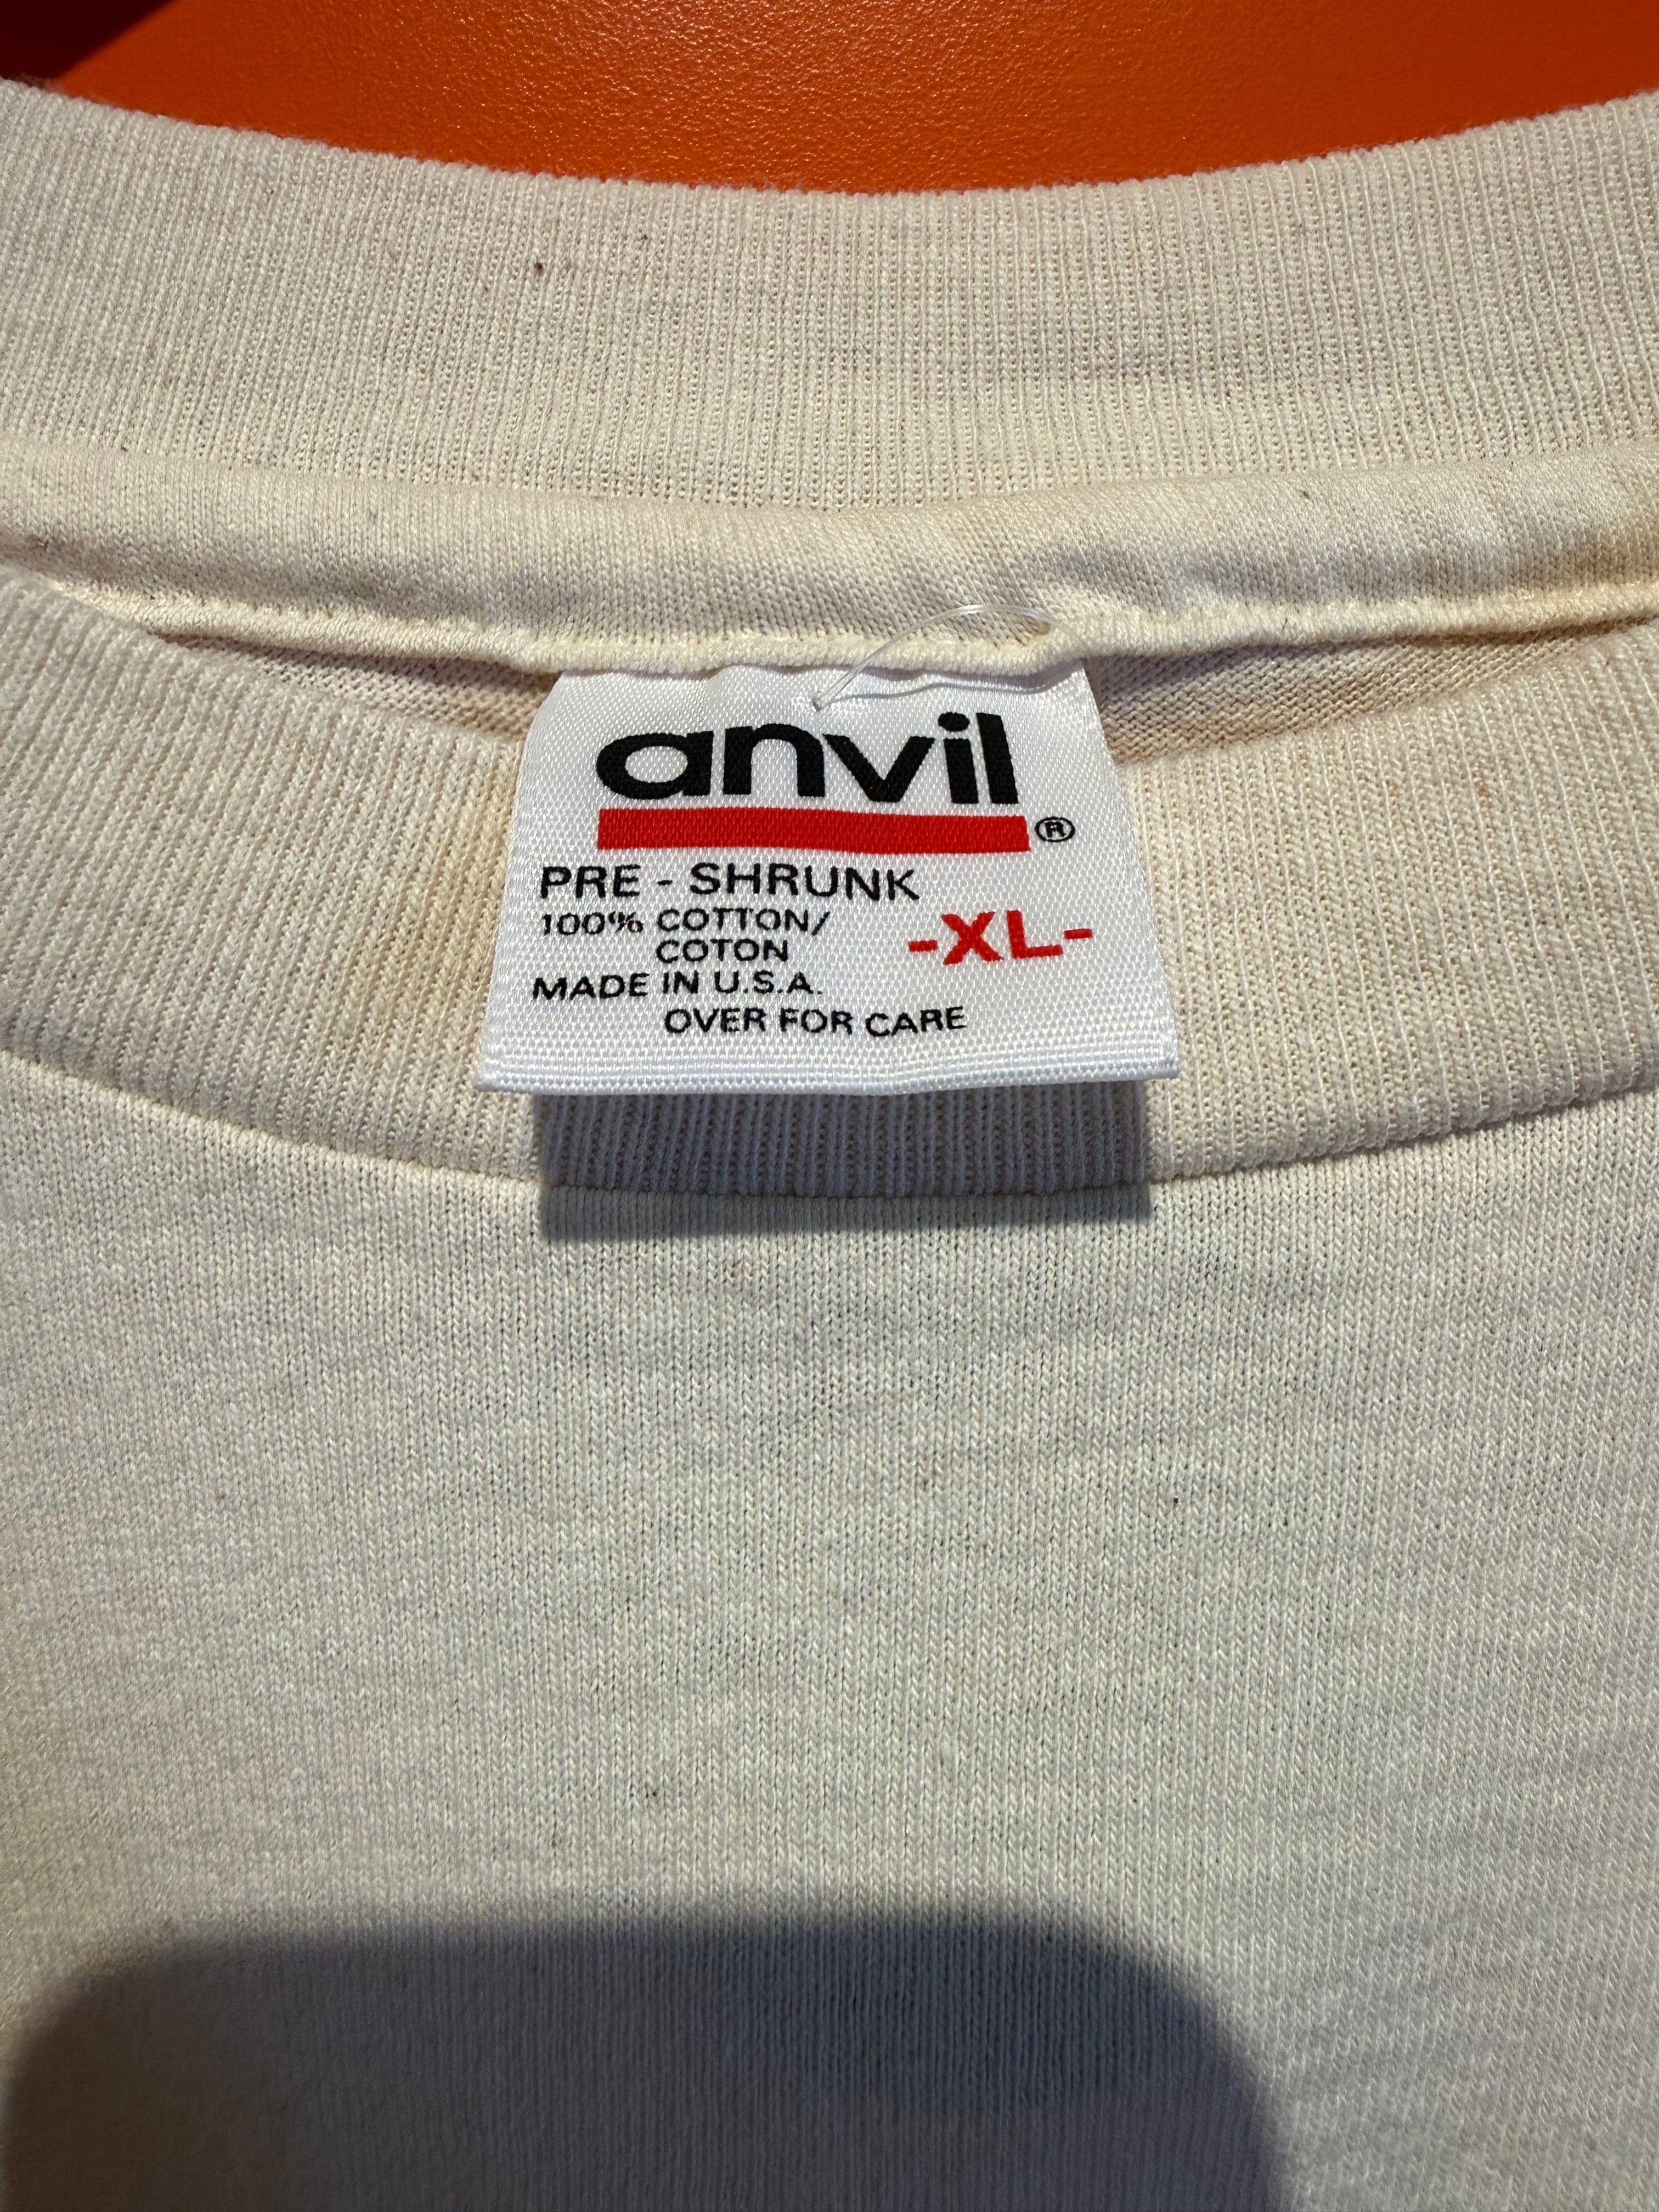 anvil®
PRE - SHRUNK
100% COTTON/
COTON
-XL-
MADE IN U.S.A.
OVER FOR CARE